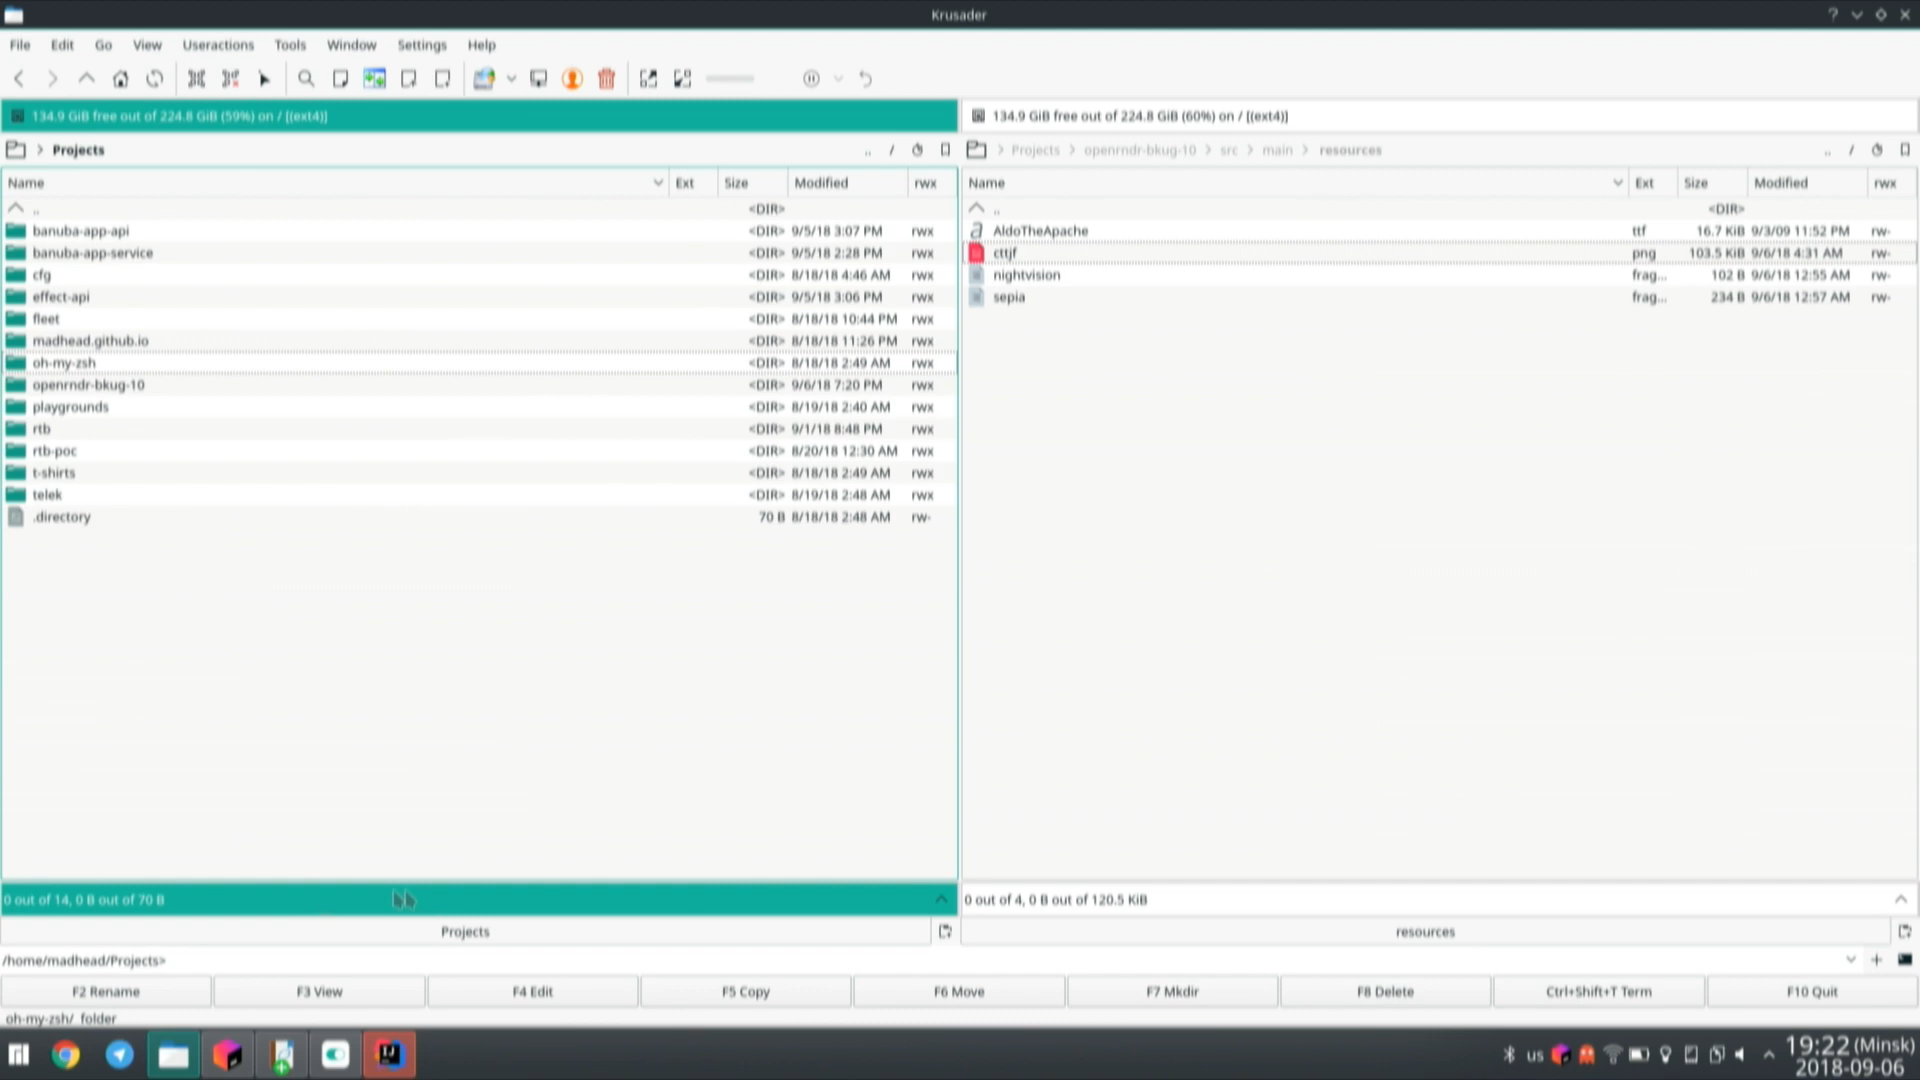 Krusader
File Edit Go View Useractions Tools Window Settings Help
134.9 GiB free out of 224.8 GiB (59%) on / [(ext4)]
134.9 GiB free out of 224.8 GiB (60%) on / [(ext4)]
> Projects .. /
> Projects > openrndr-bkug-10 > src > main > resources .. /
Name Ext Size Modified rwx
.. <DIR>
banuba-app-api <DIR> 9/5/18 3:07 PM rwx
banuba-app-service <DIR> 9/5/18 2:28 PM rwx
cfg <DIR> 8/18/18 4:46 AM rwx
effect-api <DIR> 9/5/18 3:06 PM rwx
fleet <DIR> 8/18/18 10:44 PM rwx
madhead.github.io <DIR> 8/18/18 11:26 PM rwx
oh-my-zsh <DIR> 8/18/18 2:49 AM rwx
openrndr-bkug-10 <DIR> 9/6/18 7:20 PM rwx
playgrounds <DIR> 8/19/18 2:40 AM rwx
rtb <DIR> 9/1/18 8:48 PM rwx
rtb-poc <DIR> 8/20/18 12:30 AM rwx
t-shirts <DIR> 8/18/18 2:49 AM rwx
telek <DIR> 8/19/18 2:48 AM rwx
.directory 70 B 8/18/18 2:48 AM rw-
Name Ext Size Modified rwx
.. <DIR>
AldoTheApache ttf 16.7 KiB 9/3/09 11:52 PM rw-
cttjf png 103.5 KiB 9/6/18 4:31 AM rw-
nightvision frag... 102 B 9/6/18 12:55 AM rw-
sepia frag... 234 B 9/6/18 12:57 AM rw-
0 out of 14, 0 B out of 70 B
0 out of 4, 0 B out of 120.5 KiB
Projects
resources
/home/madhead/Projects>
F2 Rename F3 View F4 Edit F5 Copy F6 Move F7 Mkdir F8 Delete Ctrl+Shift+T Term F10 Quit
oh-my-zsh/ folder
IJ
us
19:22 (Minsk)
2018-09-06